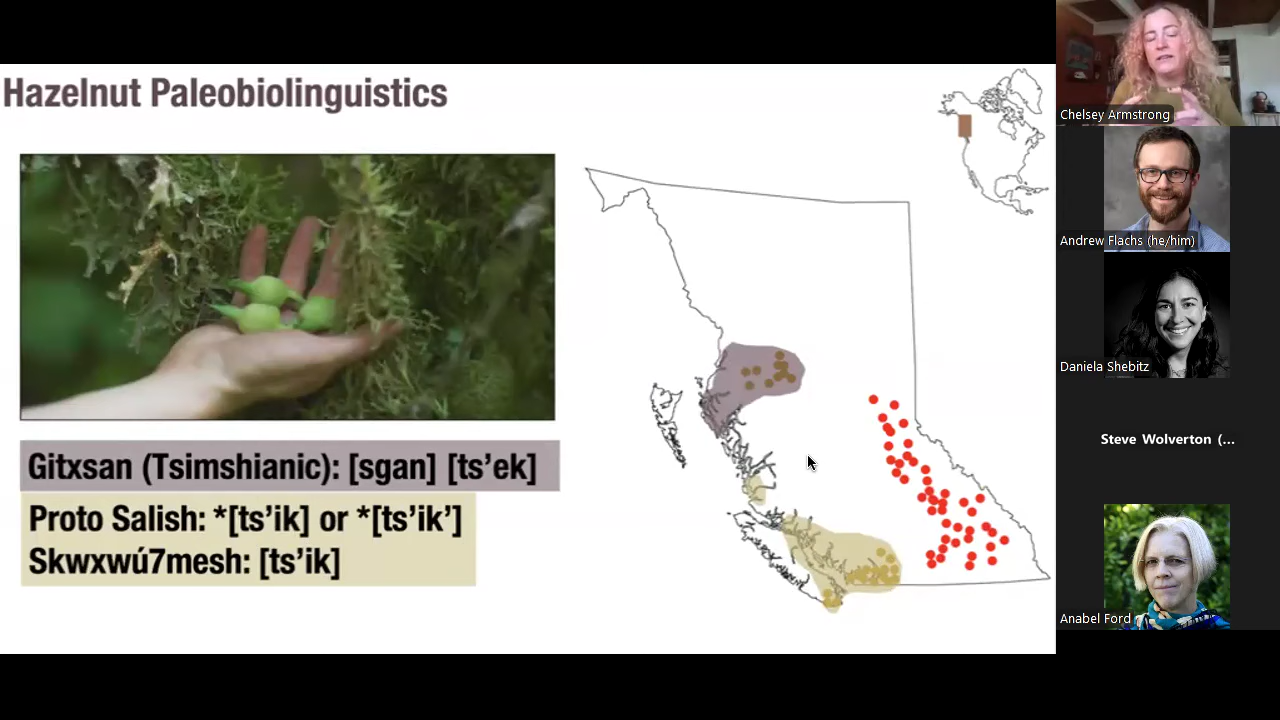 Hazelnut Paleobiolinguistics
Gitxsan (Tsimshianic): [sgan] [ts’ek]
Proto Salish: *[ts’ik] or *[ts’ik’]
Skwxwú7mesh: [ts’ik]
Chelsey Armstrong
Andrew Flachs (he/him)
Daniela Shebitz
Steve Wolverton (...
Anabel Ford